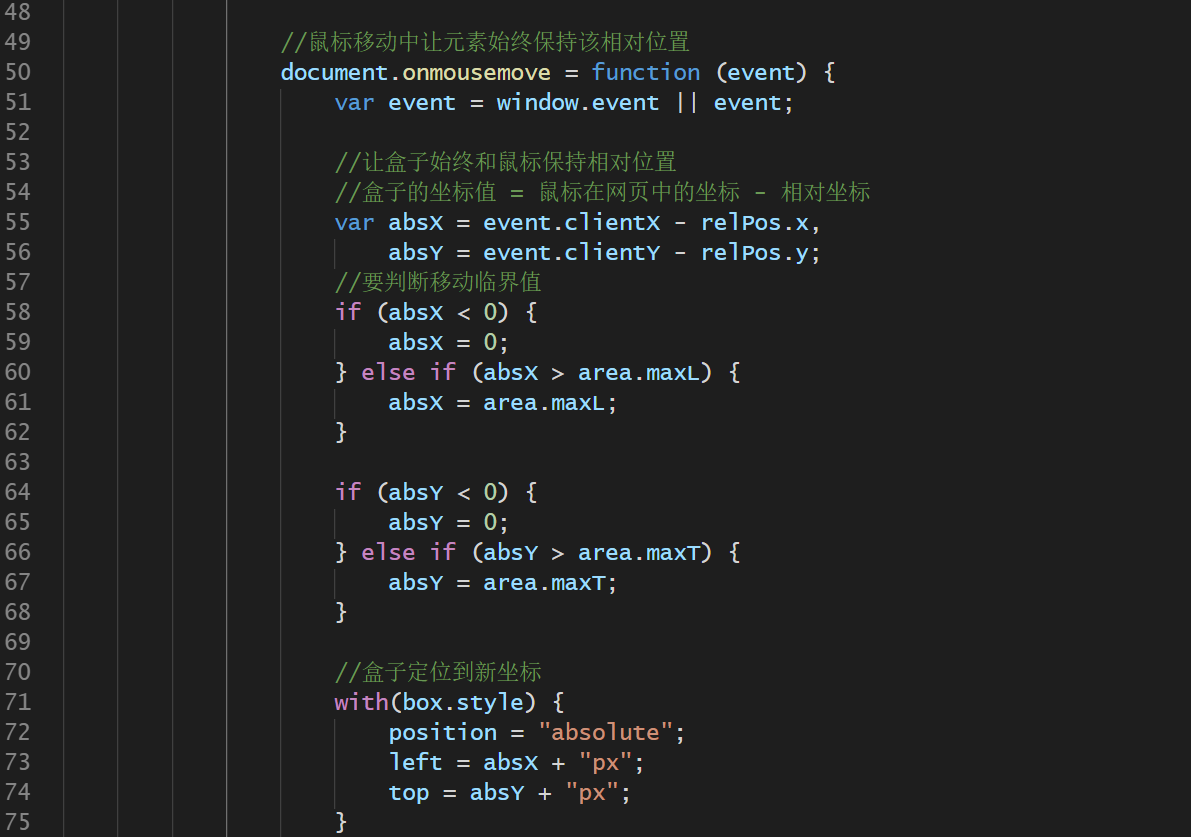 48
49 //鼠标移动中让元素始终保持该相对位置
50 document.onmousemove = function (event) {
51 var event = window.event || event;
52
53 //让盒子始终和鼠标保持相对位置
54 //盒子的坐标值 = 鼠标在网页中的坐标 - 相对坐标
55 var absX = event.clientX - relPos.x,
56 absY = event.clientY - relPos.y;
57 //要判断移动临界值
58 if (absX < 0) {
59 absX = 0;
60 } else if (absX > area.maxL) {
61 absX = area.maxL;
62 }
63
64 if (absY < 0) {
65 absY = 0;
66 } else if (absY > area.maxT) {
67 absY = area.maxT;
68 }
69
70 //盒子定位到新坐标
71 with(box.style) {
72 position = "absolute";
73 left = absX + "px";
74 top = absY + "px";
75 }